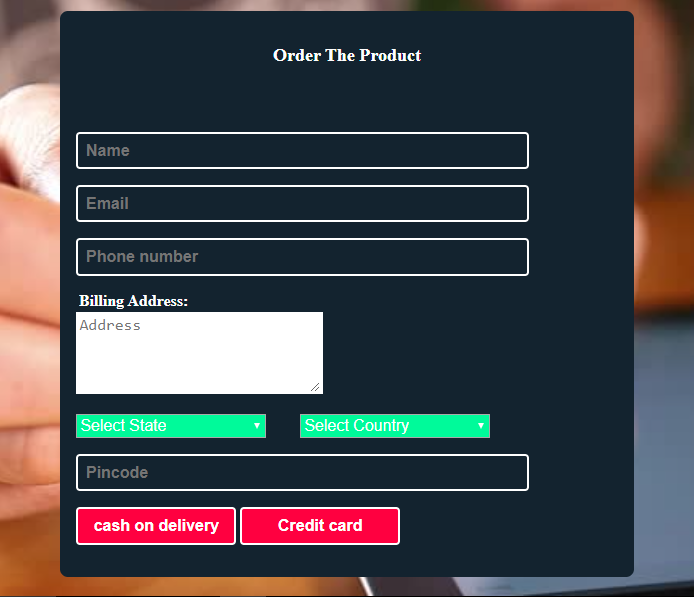 Order The Product
Name
Email
Phone number
Billing Address:
Address
Select State Select Country
Pincode
cash on delivery Credit card